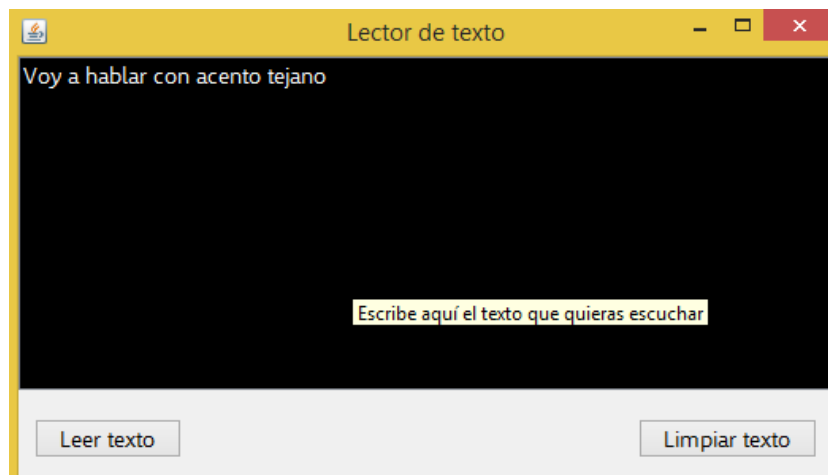 Lector de texto
Voy a hablar con acento tejano
Escribe aquí el texto que quieras escuchar
Leer texto
Limpiar texto